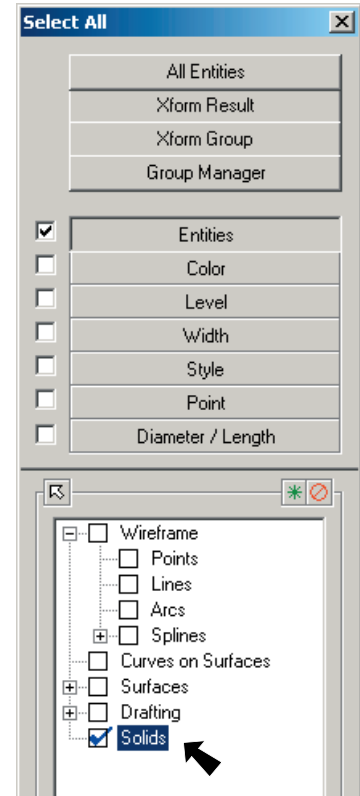 Select All
All Entities
Xform Result
Xform Group
Group Manager
Entities
Color
Level
Width
Style
Point
Diameter / Length
Wireframe
Points
Lines
Arcs
Splines
Curves on Surfaces
Surfaces
Drafting
Solids